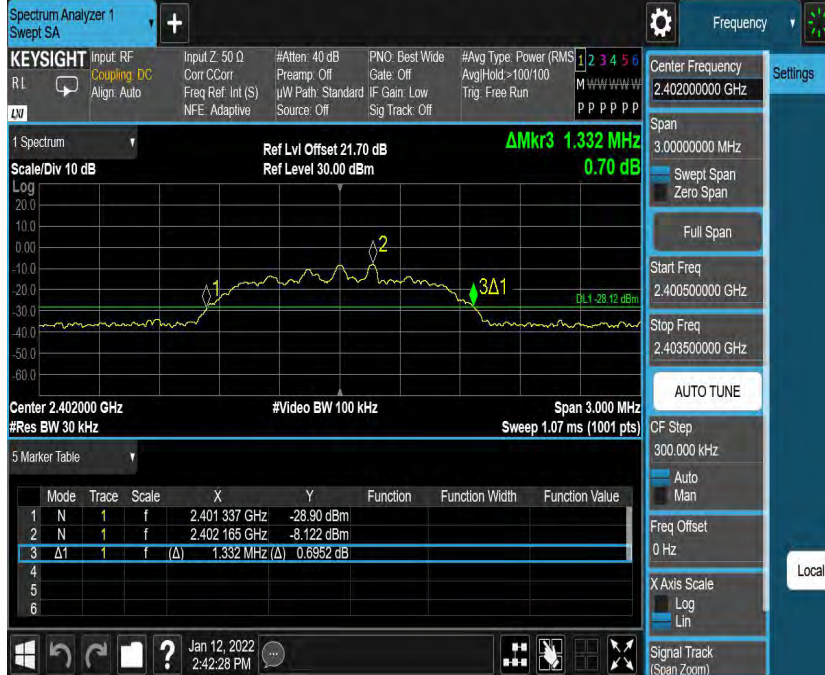 Spectrum Analyzer 1
Swept SA
+
Frequency
KEYSIGHT
RL
LXI
Input: RF
Coupling: DC
Align: Auto
Input Z: 50 Ω
Corr CCorr
Freq Ref: Int (S)
NFE: Adaptive
#Atten: 40 dB
Preamp: Off
µW Path: Standard
Source: Off
PNO: Best Wide
Gate: Off
IF Gain: Low
Sig Track: Off
#Avg Type: Power (RMS
Avg|Hold:>100/100
Trig: Free Run
1 2 3 4 5 6
M W W W W W
P P P P P P
1 Spectrum
Scale/Div 10 dB
Ref Lvl Offset 21.70 dB
Ref Level 30.00 dBm
ΔMkr3 1.332 MHz
0.70 dB
Log
20.0
10.0
0.00
-10.0
-20.0
-30.0
-40.0
-50.0
-60.0
1
2
3Δ1
DL1 -28.12 dBm
Center 2.402000 GHz
#Video BW 100 kHz
Span 3.000 MHz
#Res BW 30 kHz
Sweep 1.07 ms (1001 pts)
5 Marker Table
Mode Trace Scale X Y Function Function Width Function Value
1 N 1 f 2.401 337 GHz -28.90 dBm
2 N 1 f 2.402 165 GHz -8.122 dBm
3 Δ1 1 f (Δ) 1.332 MHz (Δ) 0.6952 dB
4
5
6
?
Jan 12, 2022
2:42:28 PM
Center Frequency
2.402000000 GHz
Settings
Span
3.00000000 MHz
Swept Span
Zero Span
Full Span
Start Freq
2.400500000 GHz
Stop Freq
2.403500000 GHz
AUTO TUNE
CF Step
300.000 kHz
Auto
Man
Freq Offset
0 Hz
Local
X Axis Scale
Log
Lin
Signal Track
(Span Zoom)